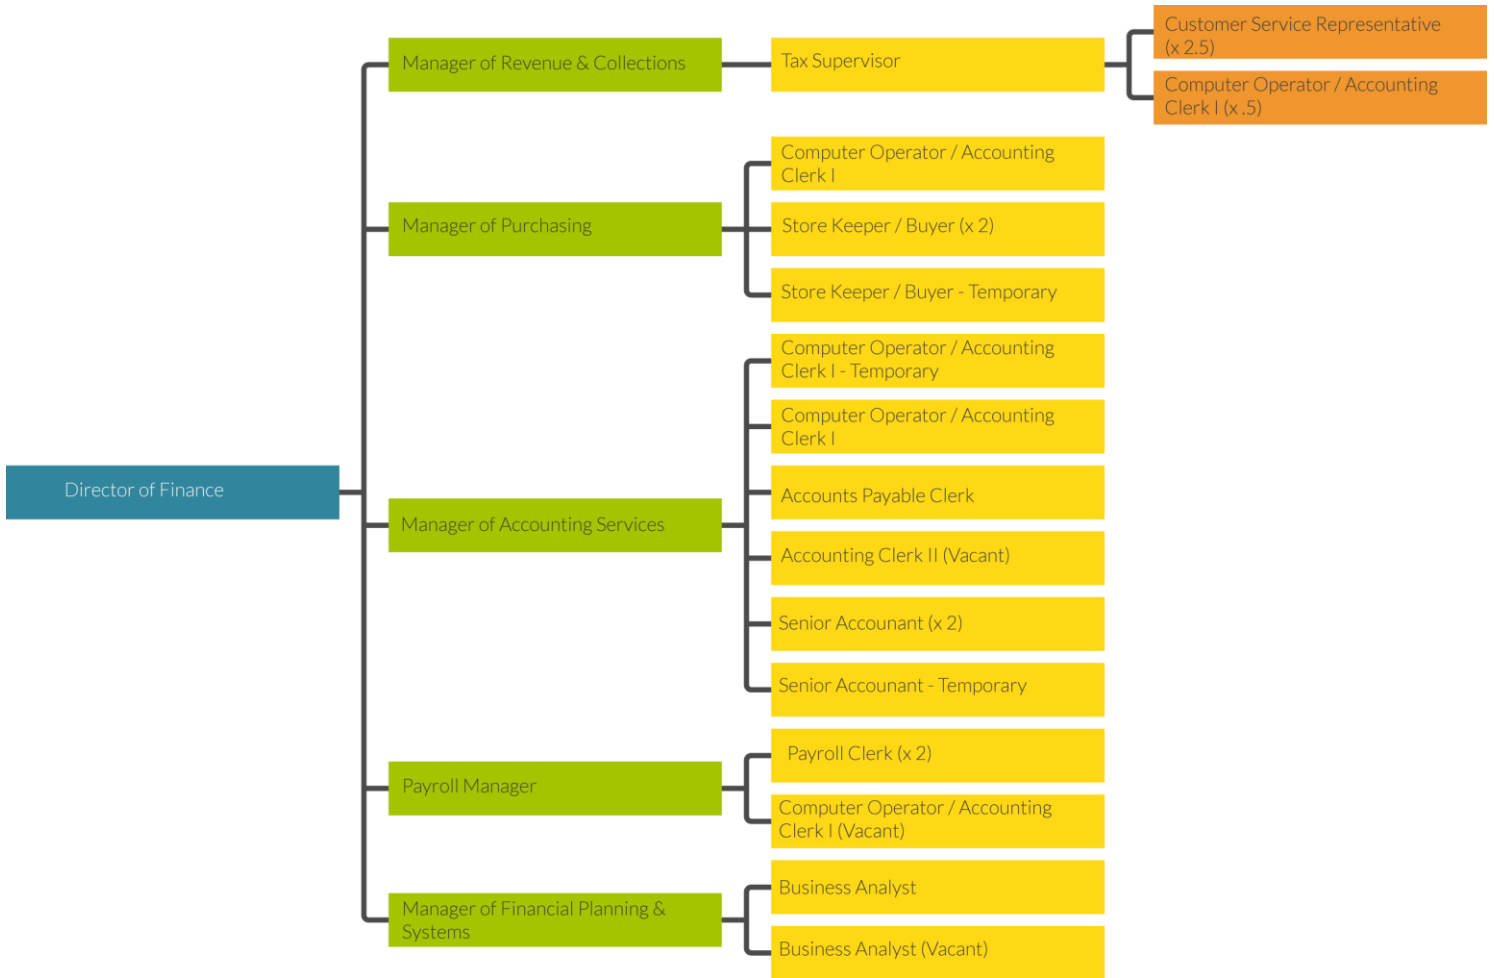 Director of Finance
Manager of Revenue & Collections
Tax Supervisor
Customer Service Representative
(x 2.5)
Computer Operator / Accounting
Clerk I (x .5)
Manager of Purchasing
Computer Operator / Accounting
Clerk I
Store Keeper / Buyer (x 2)
Store Keeper / Buyer - Temporary
Manager of Accounting Services
Computer Operator / Accounting
Clerk I - Temporary
Computer Operator / Accounting
Clerk I
Accounts Payable Clerk
Accounting Clerk II (Vacant)
Senior Accounant (x 2)
Senior Accounant - Temporary
Payroll Manager
Payroll Clerk (x 2)
Computer Operator / Accounting
Clerk I (Vacant)
Manager of Financial Planning &
Systems
Business Analyst
Business Analyst (Vacant)